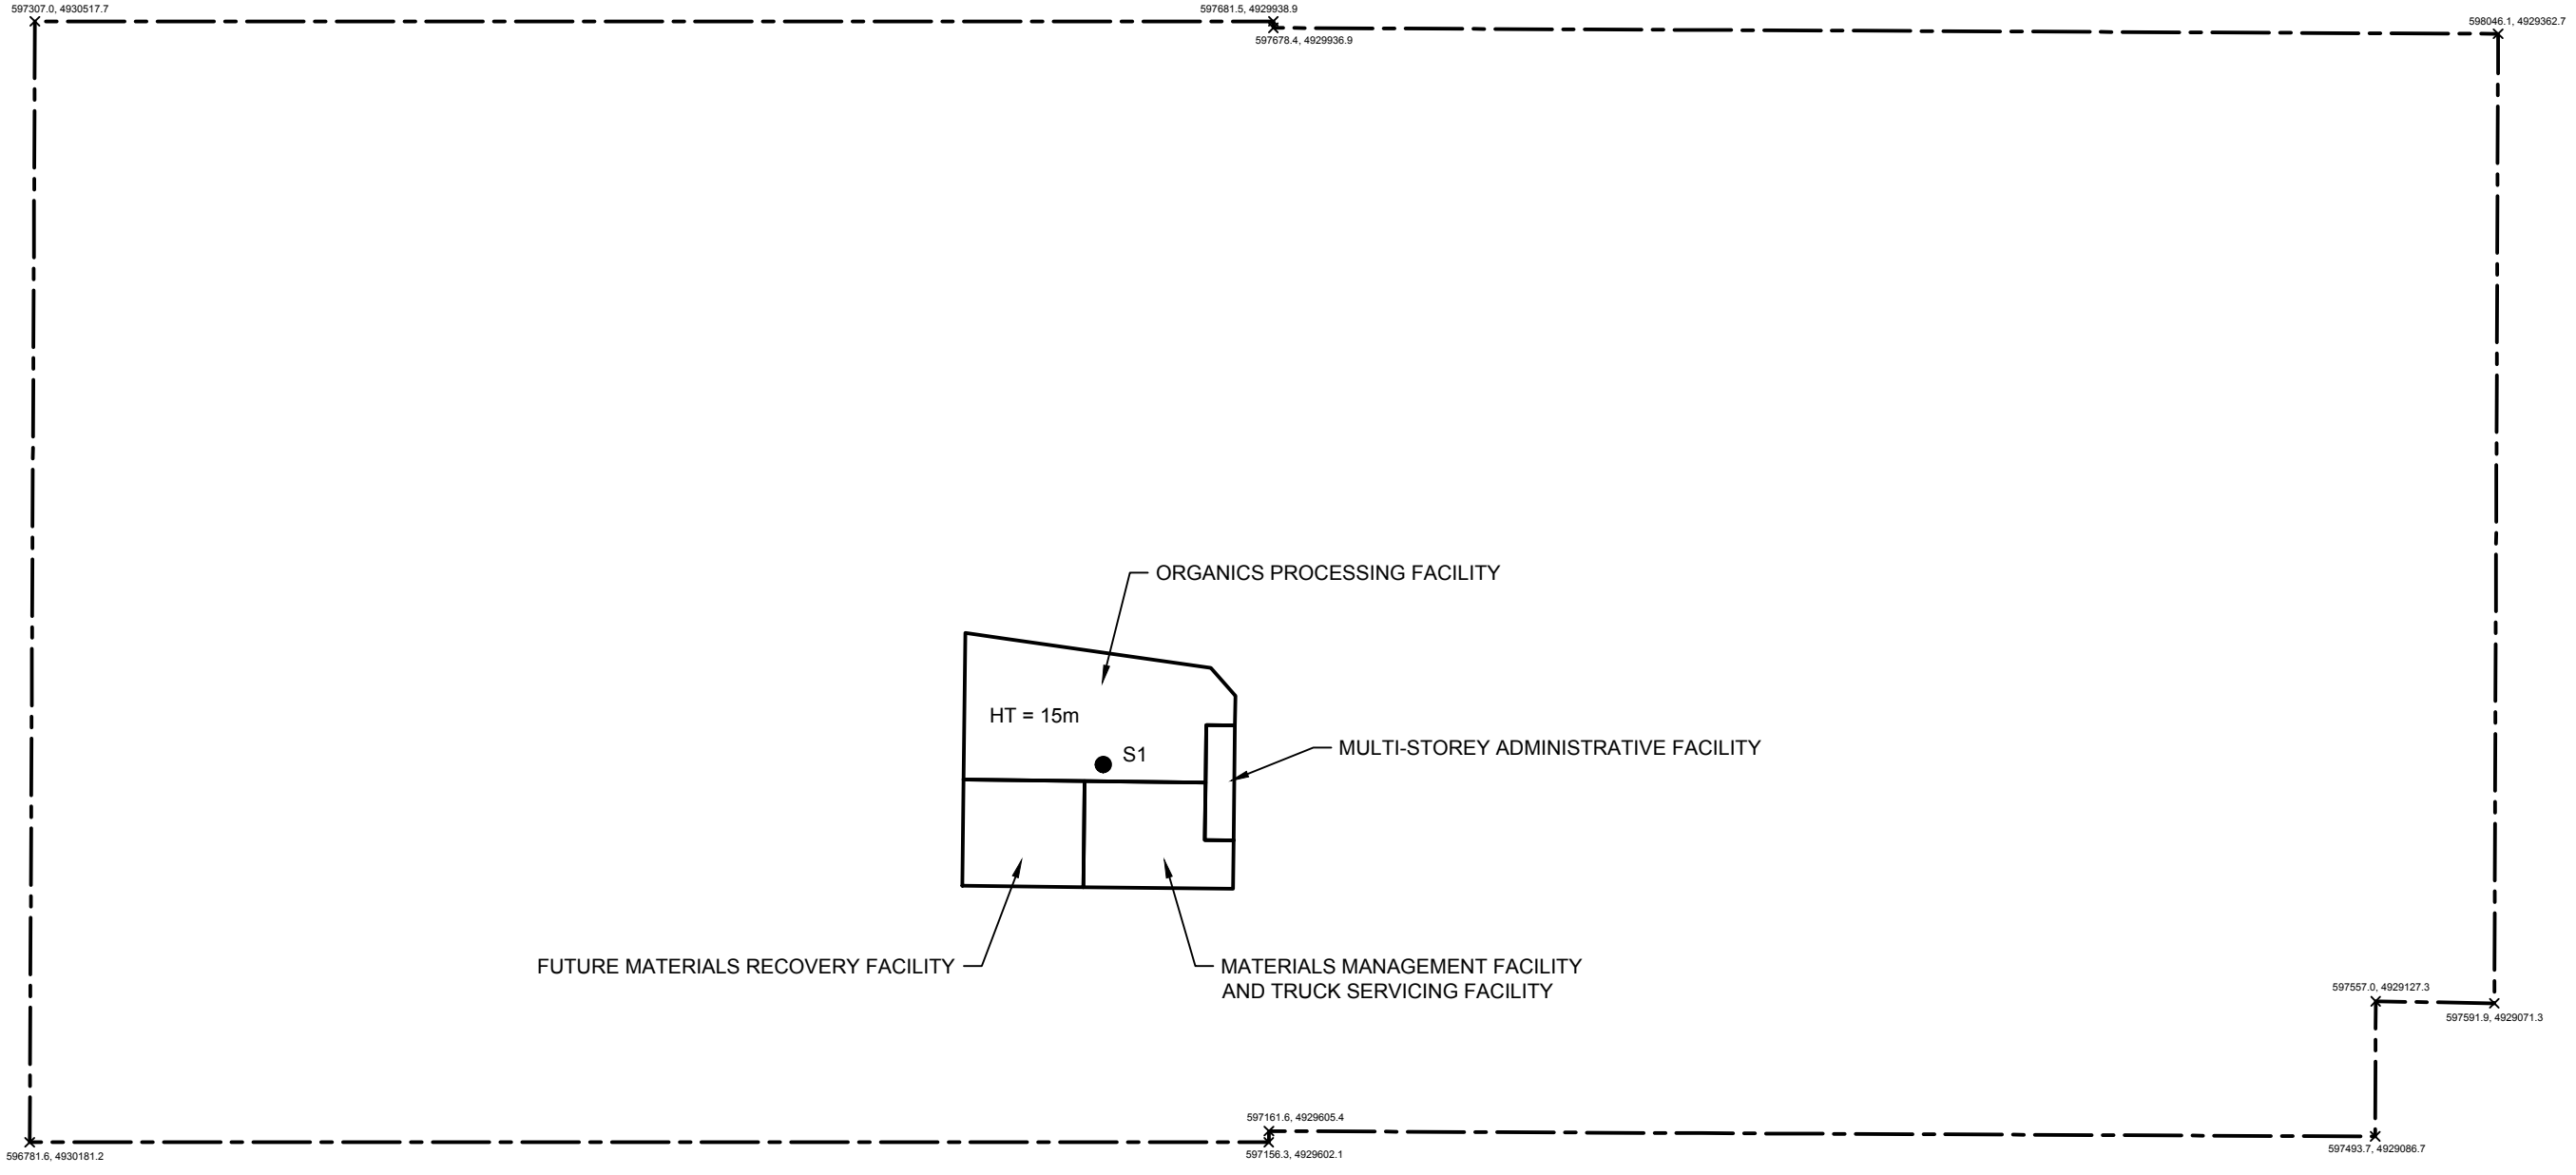 597307.0, 4930517.7
597681.5, 4929938.9
598046.1, 4929362.7
597678.4, 4929936.9
ORGANICS PROCESSING FACILITY
HT = 15m
S1
MULTI-STOREY ADMINISTRATIVE FACILITY
FUTURE MATERIALS RECOVERY FACILITY
MATERIALS MANAGEMENT FACILITY
AND TRUCK SERVICING FACILITY
597557.0, 4929127.3
597591.9, 4929071.3
597161.6, 4929605.4
597493.7, 4929086.7
596781.6, 4930181.2
597156.3, 4929602.1